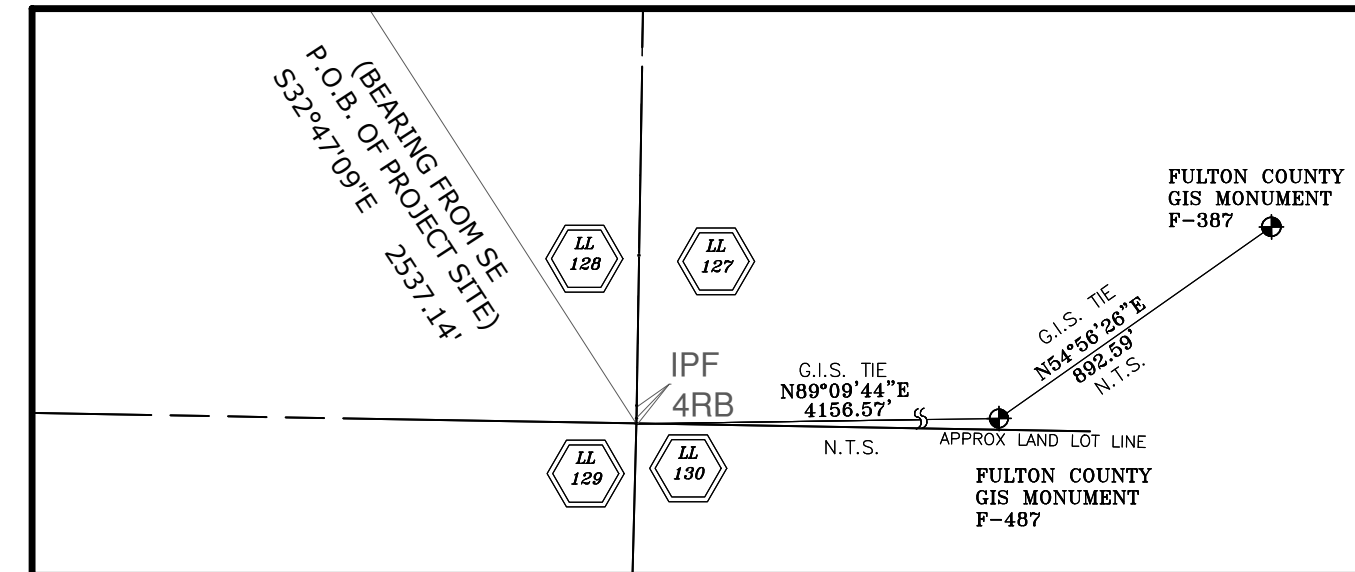 (BEARING FROM SE
P.O.B. OF PROJECT SITE)
S32°47'09"E 2537.14'
LL
128
LL
127
FULTON COUNTY
GIS MONUMENT
F-387
G.I.S. TIE
N54°56'26"E
892.59'
N.T.S.
IPF
4RB
G.I.S. TIE
N89°09'44"E
4156.57'
N.T.S.
APPROX LAND LOT LINE
LL
129
LL
130
FULTON COUNTY
GIS MONUMENT
F-487